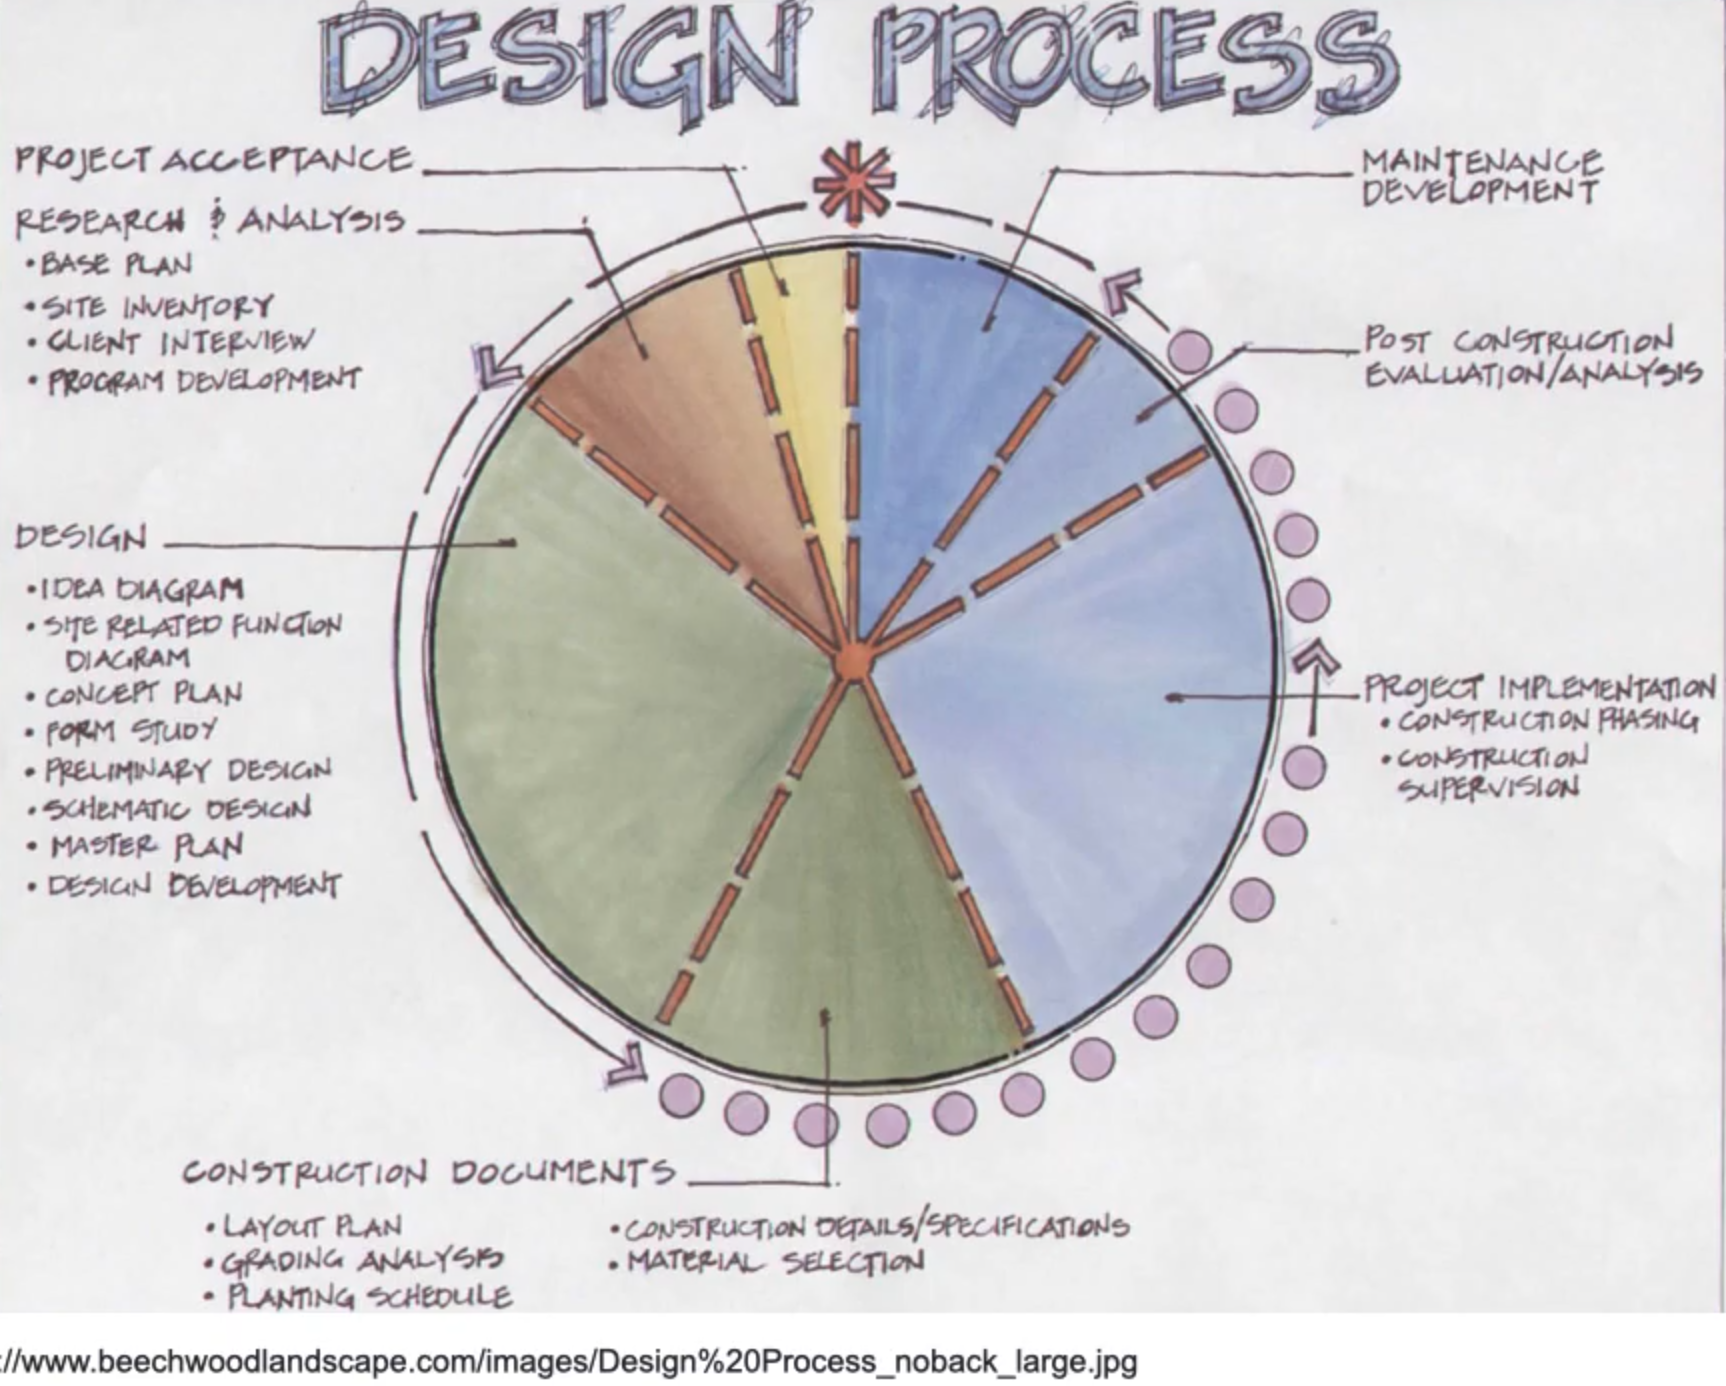 DESIGN PROCESS
PROJECT ACCEPTANCE
RESEARCH & ANALYSIS
• BASE PLAN
• SITE INVENTORY
• CLIENT INTERVIEW
• PROGRAM DEVELOPMENT
DESIGN
• IDEA DIAGRAM
• SITE RELATED FUNCTION
DIAGRAM
• CONCEPT PLAN
• FORM STUDY
• PRELIMINARY DESIGN
• SCHEMATIC DESIGN
• MASTER PLAN
• DESIGN DEVELOPMENT
CONSTRUCTION DOCUMENTS
• LAYOUT PLAN
• GRADING ANALYSIS
• PLANTING SCHEDULE
• CONSTRUCTION DETAILS/SPECIFICATIONS
• MATERIAL SELECTION
MAINTENANCE
DEVELOPMENT
POST CONSTRUCTION
EVALUATION/ANALYSIS
PROJECT IMPLEMENTATION
• CONSTRUCTION PHASING
• CONSTRUCTION
SUPERVISION
://www.beechwoodlandscape.com/images/Design%20Process_noback_large.jpg